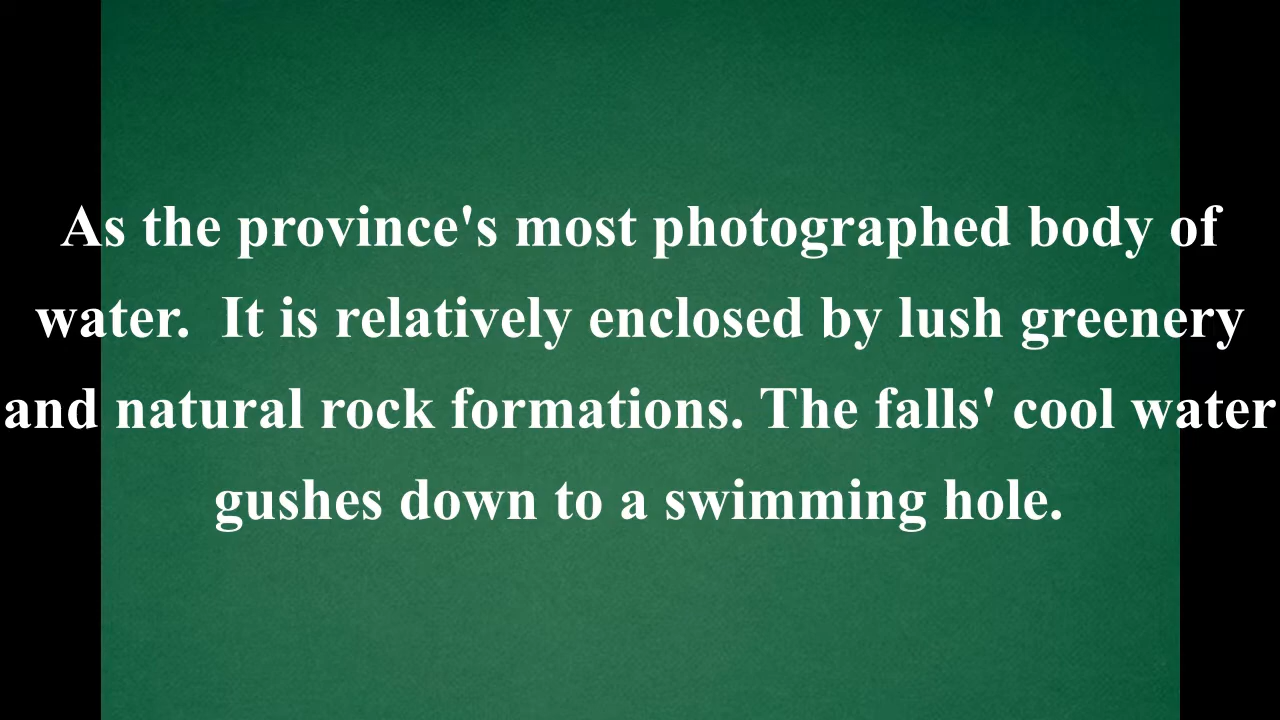 As the province's most photographed body of
water.  It is relatively enclosed by lush greenery
and natural rock formations. The falls' cool water
gushes down to a swimming hole.